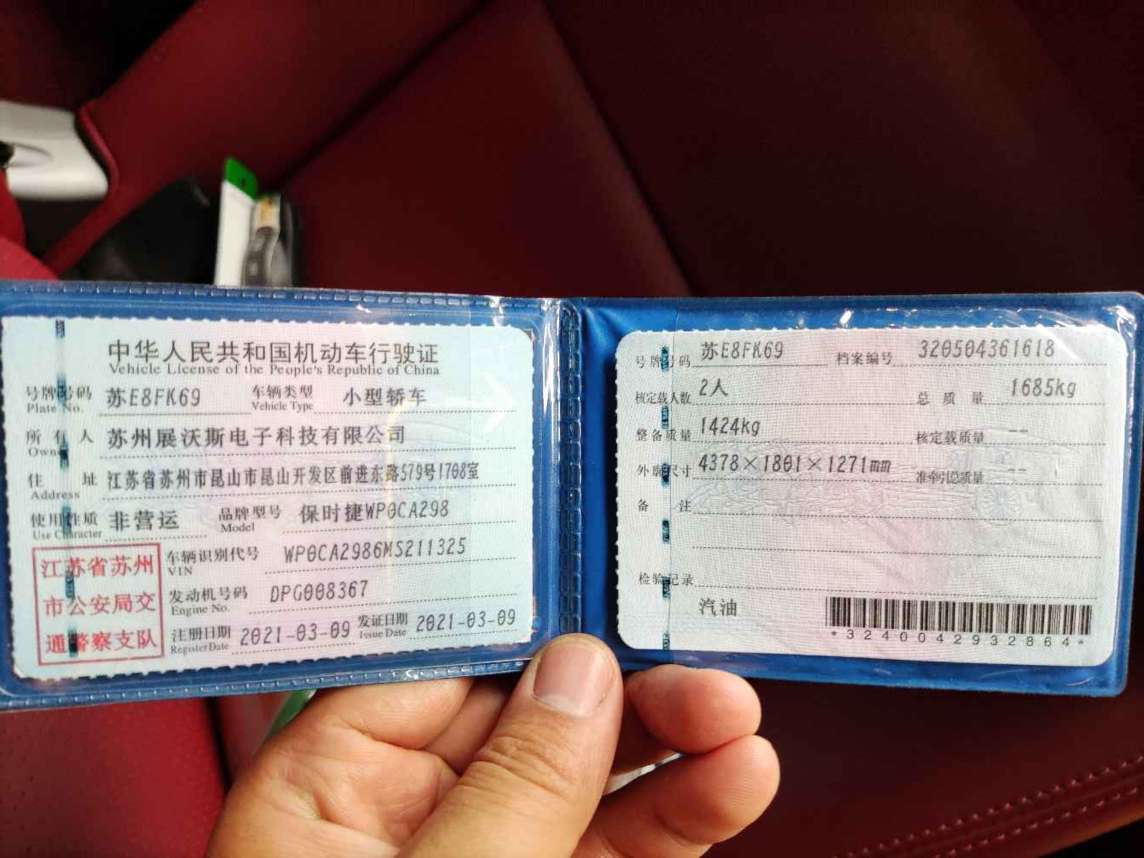 中华人民共和国机动车行驶证
Vehicle License of the People's Republic of China
号牌号码 苏E8FK69 车辆类型 小型轿车
Plate No. Vehicle Type
所有人 苏州展沃斯电子科技有限公司
Owner
住址 江苏省苏州市昆山市昆山开发区前进东路579号1708室
Address
使用性质 非营运 品牌型号 保时捷WP0CA298
Use Character Model
江苏省苏州
市公安局交
通警察支队
车辆识别代号 WP0CA2986MS211325
VIN
发动机号码 DPG008367
Engine No.
注册日期 2021-03-09 发证日期 2021-03-09
Register Date Issue Date
号牌号码 苏E8FK69 档案编号 320504361618
核定载人数 2人 总质量 1685kg
整备质量 1424kg 核定载质量 --
外廓尺寸 4378×1801×1271mm 准牵引总质量 --
备注
检验记录
汽油
*3240042932864*